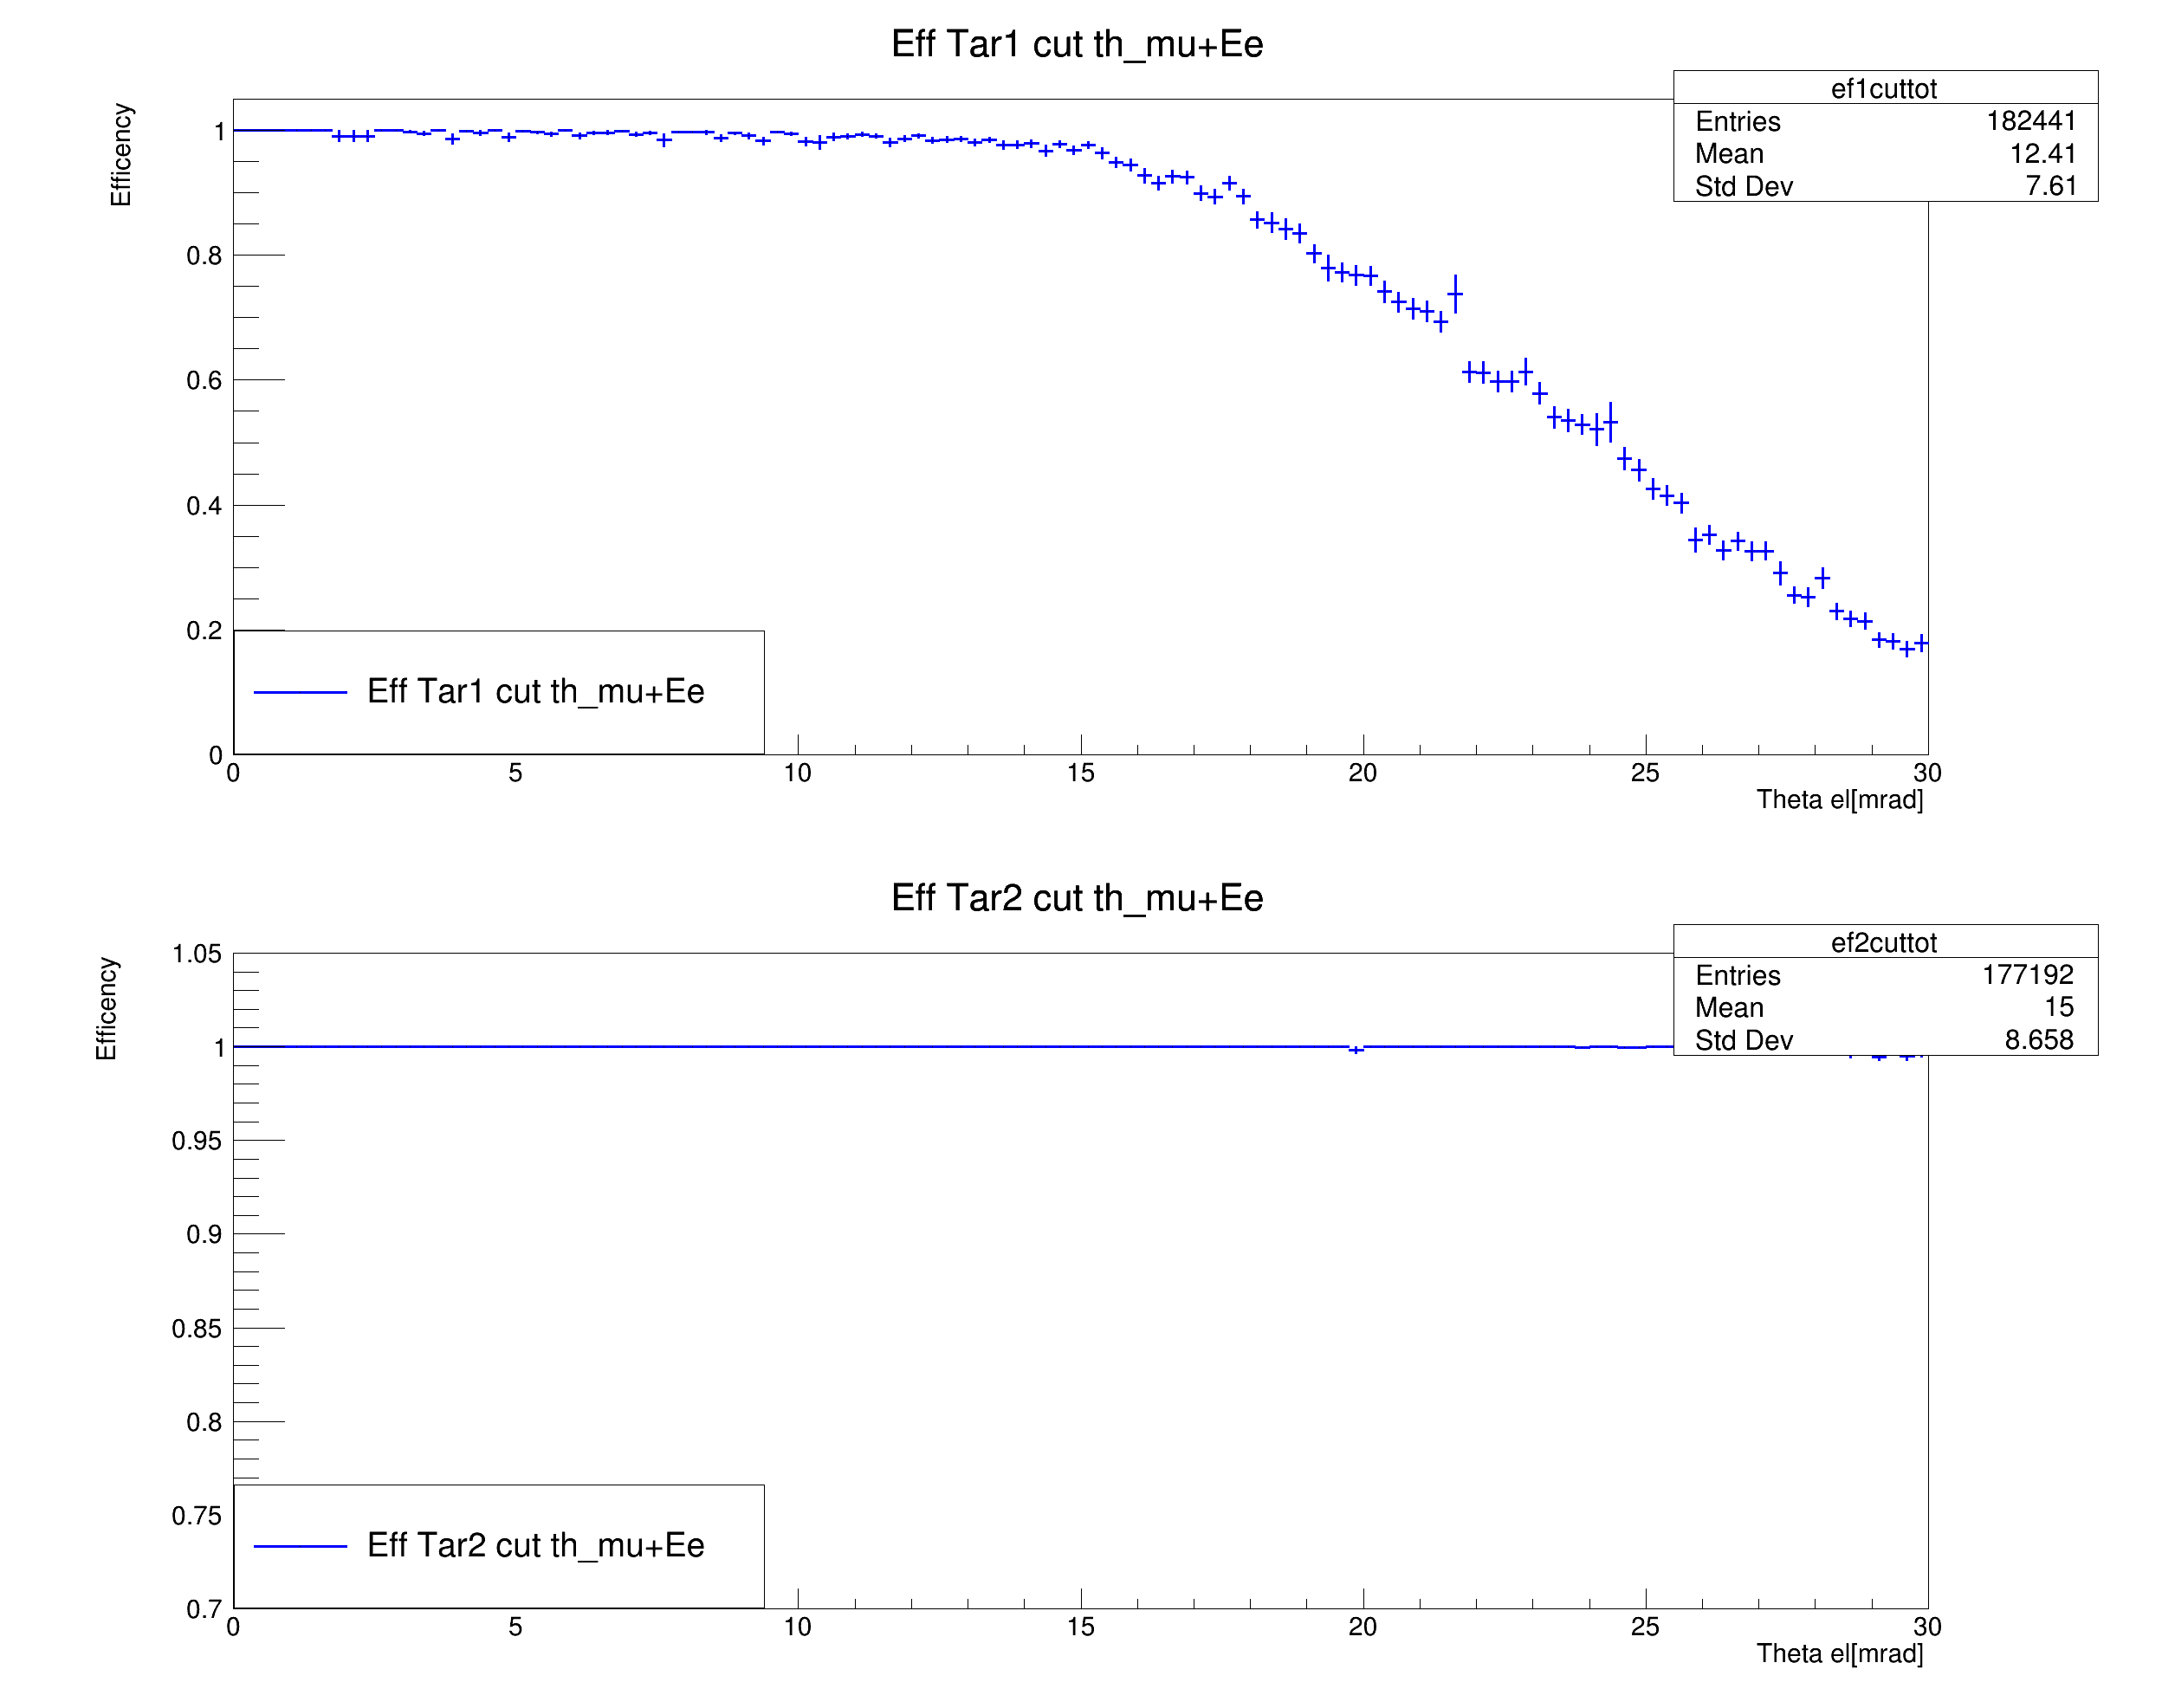 Eff Tar1 cut th_mu+Ee
ef1cuttot
Entries 182441
Mean 12.41
Std Dev 7.61
Efficency
1
0.8
0.6
0.4
0.2
0
Eff Tar1 cut th_mu+Ee
0 5 10 15 20 25 30
Theta el[mrad]
Eff Tar2 cut th_mu+Ee
ef2cuttot
Entries 177192
Mean 15
Std Dev 8.658
Efficency
1.05
1
0.95
0.9
0.85
0.8
0.75
0.7
Eff Tar2 cut th_mu+Ee
0 5 10 15 20 25 30
Theta el[mrad]